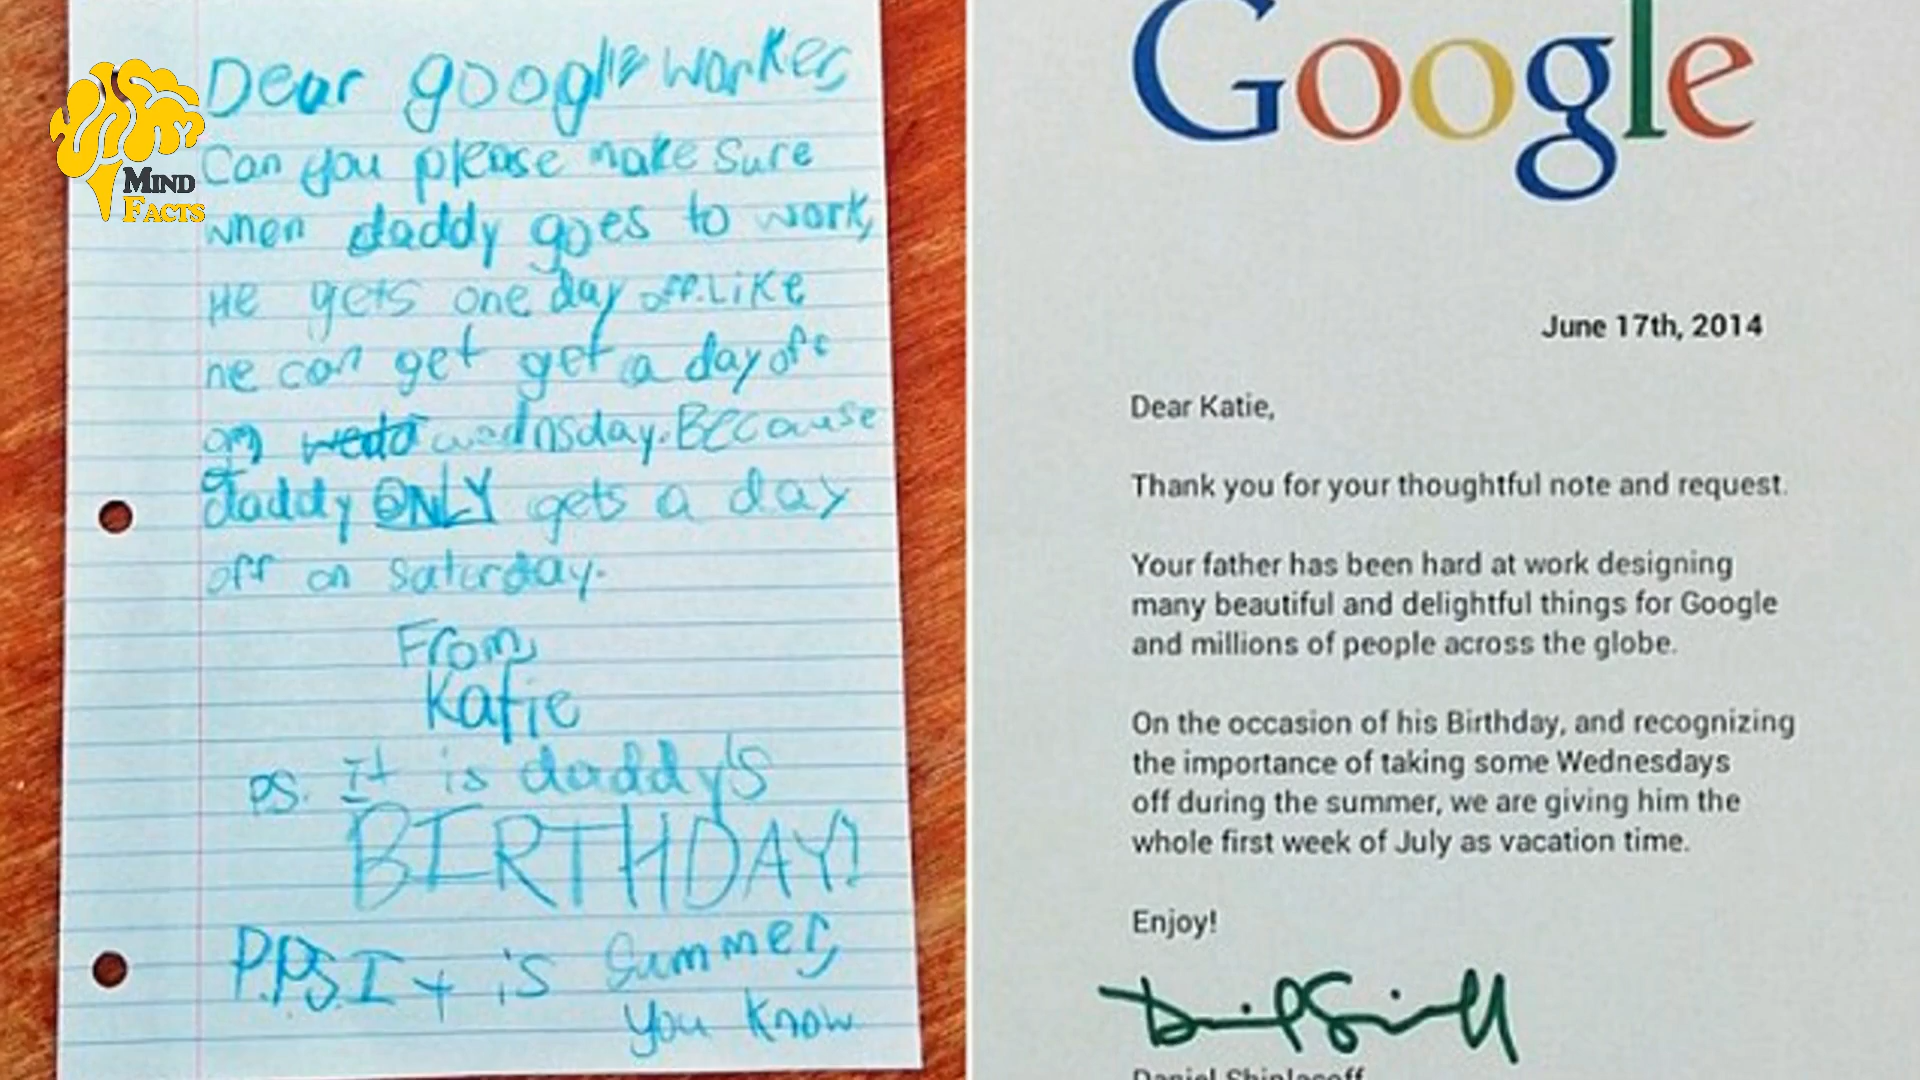 MIND
FACTS
Dear google worker,
Can you please make sure
when daddy goes to work,
He gets one day off. Like
he can get get a day off
on wedo wednsday. Because
daddy ONLY gets a day
off on saturday.
From,
Katie
P.S. It is daddy's
BIRTHDAY!
P.P.S. It is summer,
you know
Google
June 17th, 2014
Dear Katie,
Thank you for your thoughtful note and request.
Your father has been hard at work designing
many beautiful and delightful things for Google
and millions of people across the globe.
On the occasion of his Birthday, and recognizing
the importance of taking some Wednesdays
off during the summer, we are giving him the
whole first week of July as vacation time.
Enjoy!
Daniel Shiplacoff